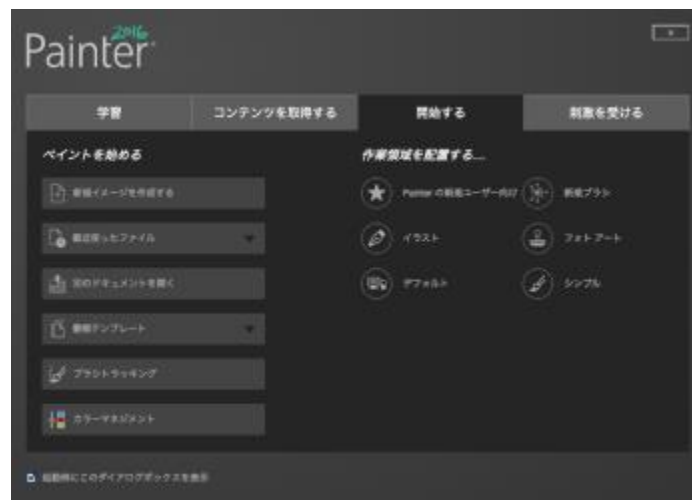 Painter 2016
学習
コンテンツを取得する
開始する
刺激を受ける
ペイントを始める
新規イメージを作成する
最近使ったファイル
別のドキュメントを開く
書類テンプレート
ブラシトラッキング
カラーマネジメント
作業領域を配置する...
Painter の新規ユーザー向け
新規ブラシ
イラスト
フォト アート
デフォルト
シンプル
起動時にこのダイアログボックスを表示